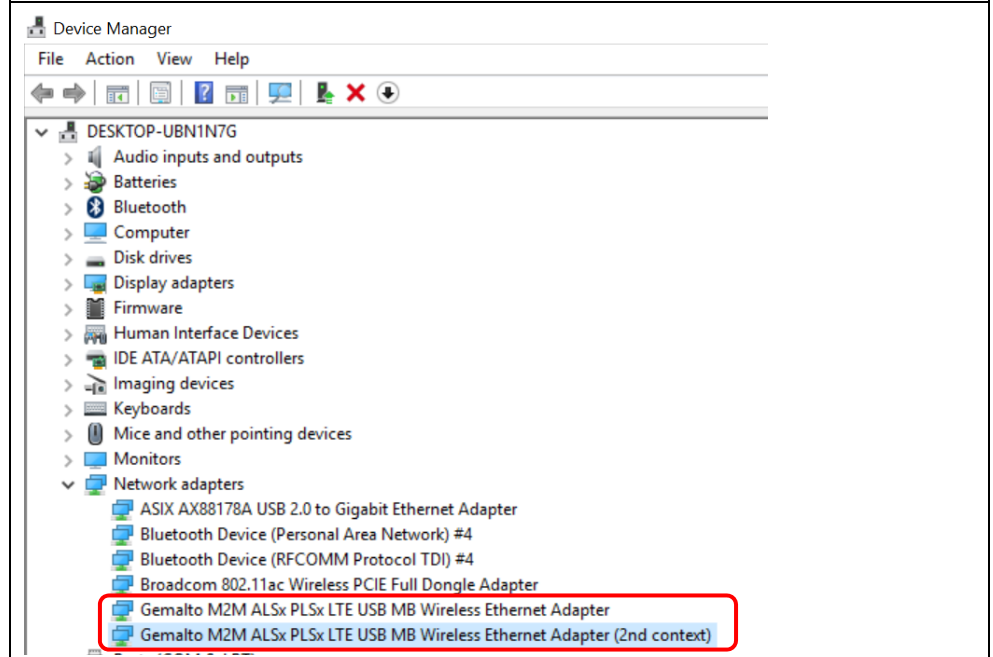 Device Manager
File Action View Help
DESKTOP-UBN1N7G
Audio inputs and outputs
Batteries
Bluetooth
Computer
Disk drives
Display adapters
Firmware
Human Interface Devices
IDE ATA/ATAPI controllers
Imaging devices
Keyboards
Mice and other pointing devices
Monitors
Network adapters
ASIX AX88178A USB 2.0 to Gigabit Ethernet Adapter
Bluetooth Device (Personal Area Network) #4
Bluetooth Device (RFCOMM Protocol TDI) #4
Broadcom 802.11ac Wireless PCIE Full Dongle Adapter
Gemalto M2M ALSx PLSx LTE USB MB Wireless Ethernet Adapter
Gemalto M2M ALSx PLSx LTE USB MB Wireless Ethernet Adapter (2nd context)